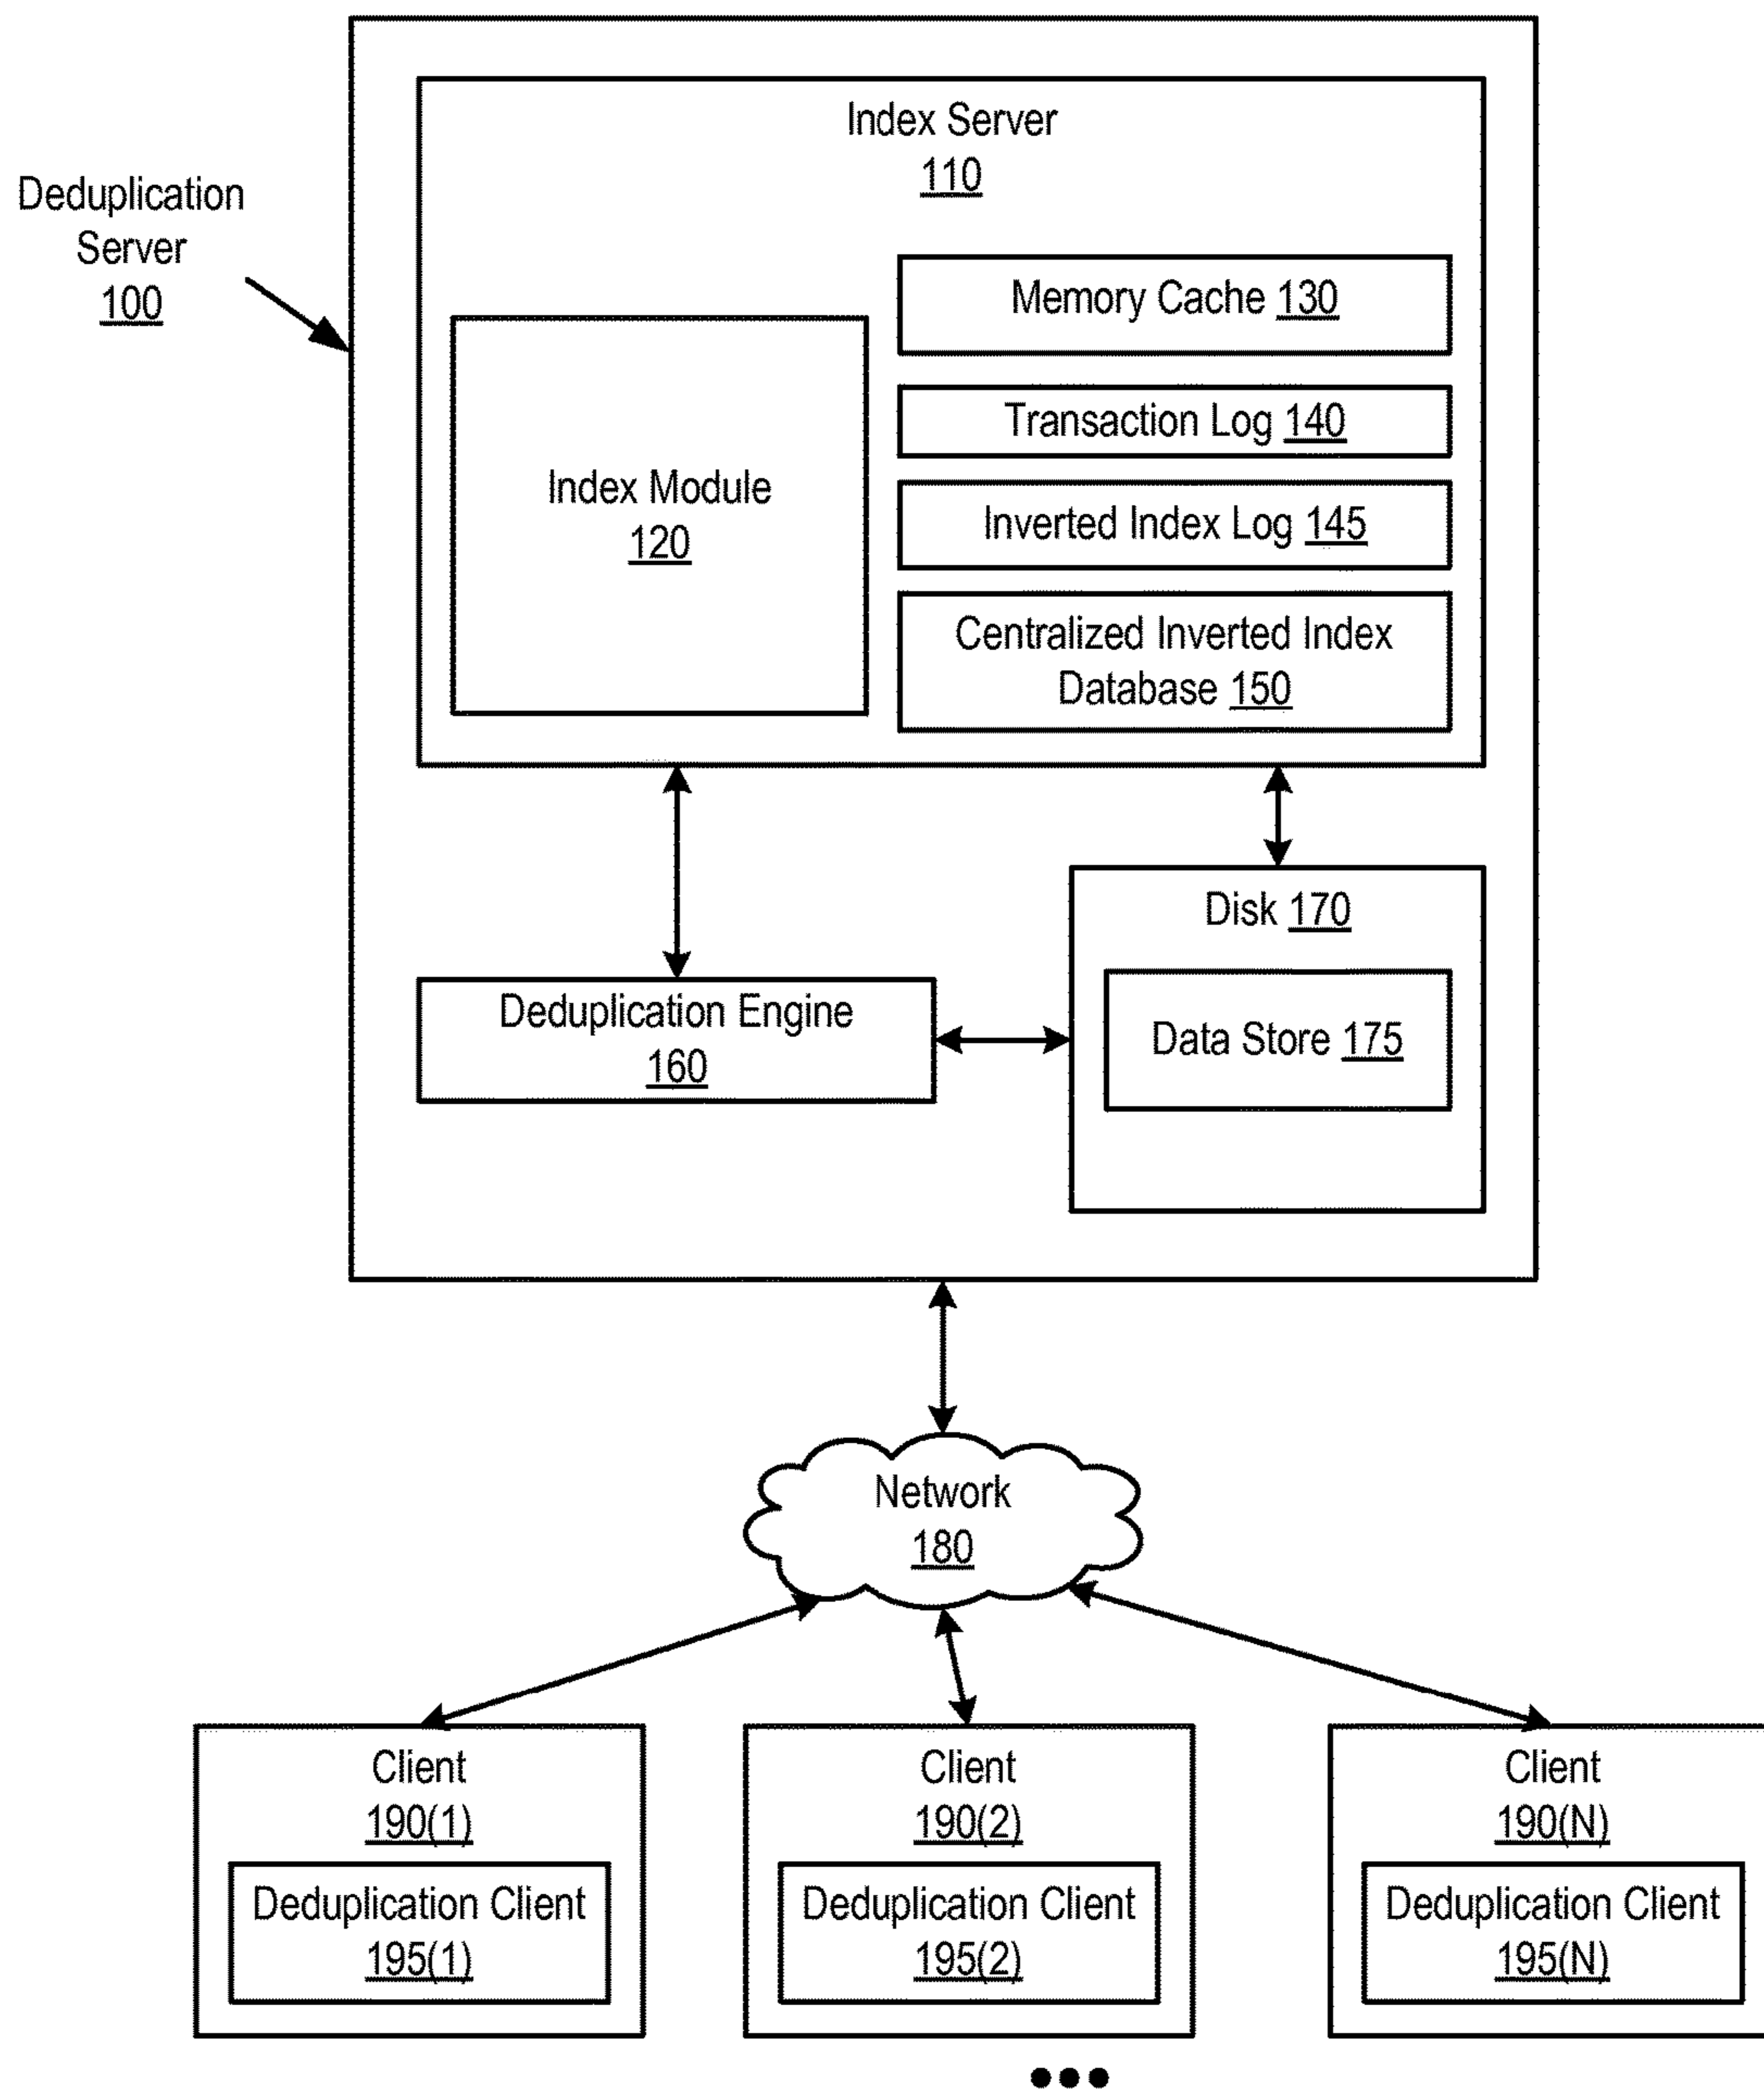 Deduplication
Server
100
Index Server
110
Index Module
120
Memory Cache 130
Transaction Log 140
Inverted Index Log 145
Centralized Inverted Index
Database 150
Deduplication Engine
160
Disk 170
Data Store 175
Network
180
Client
190(1)
Deduplication Client
195(1)
Client
190(2)
Deduplication Client
195(2)
Client
190(N)
Deduplication Client
195(N)
•••